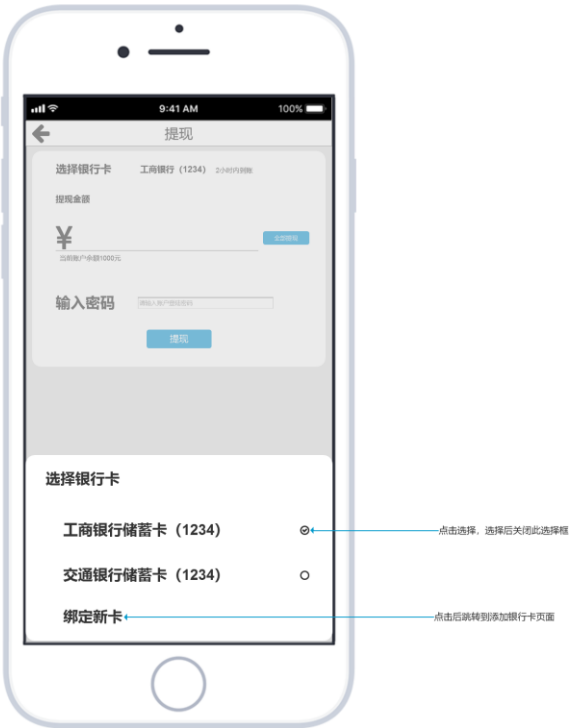 9:41 AM 100%
提现
选择银行卡 工商银行（1234） 2小时内到账
提现金额
¥
全部提现
当前账户余额1000元
输入密码 请输入账户登陆密码
提现
选择银行卡
工商银行储蓄卡（1234）
点击选择，选择后关闭此选择框
交通银行储蓄卡（1234）
绑定新卡
点击后跳转到添加银行卡页面